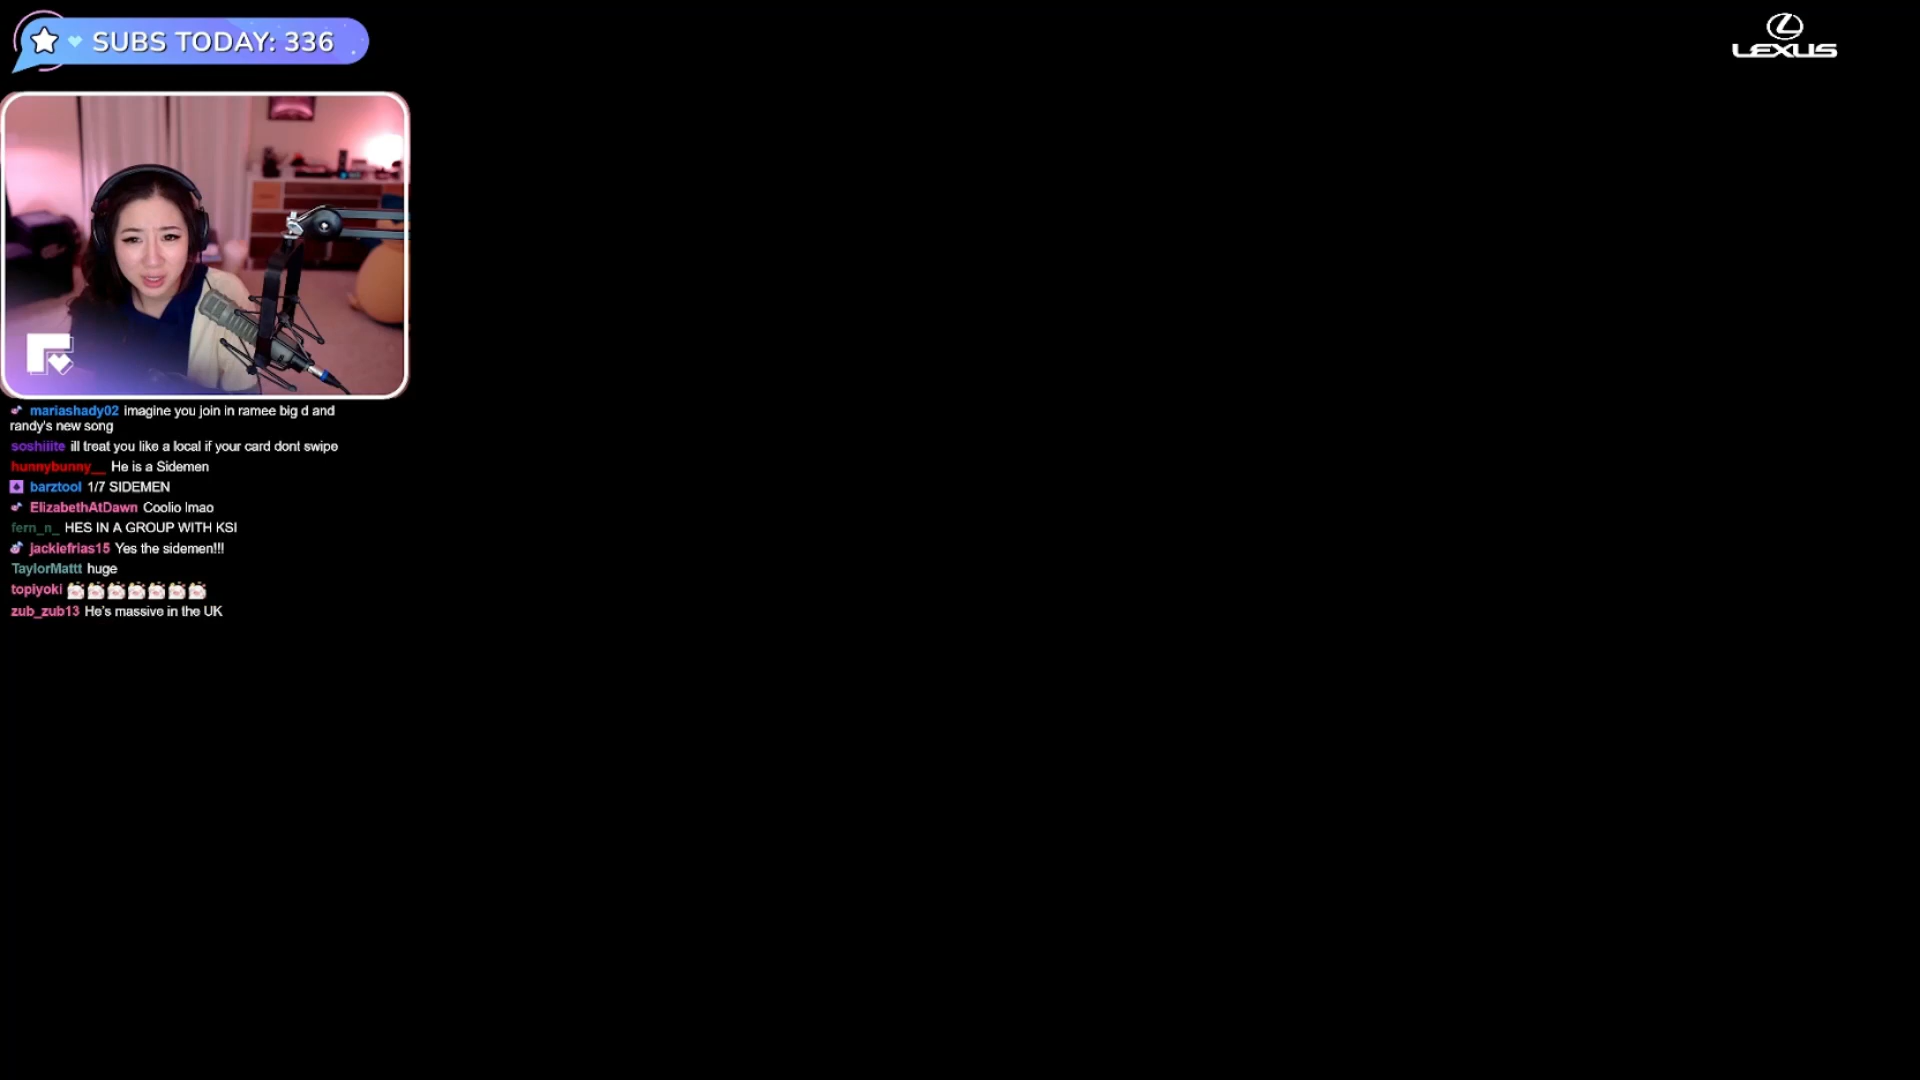 SUBS TODAY: 336
LEXUS
mariashady02 imagine you join in ramee big d and
randy's new song
soshiiite ill treat you like a local if your card dont swipe
hunnybunny__ He is a Sidemen
barztool 1/7 SIDEMEN
ElizabethAtDawn Coolio lmao
fern_n_ HES IN A GROUP WITH KSI
jackiefrias15 Yes the sidemen!!!
TaylorMattt huge
topiyoki
zub_zub13 He's massive in the UK